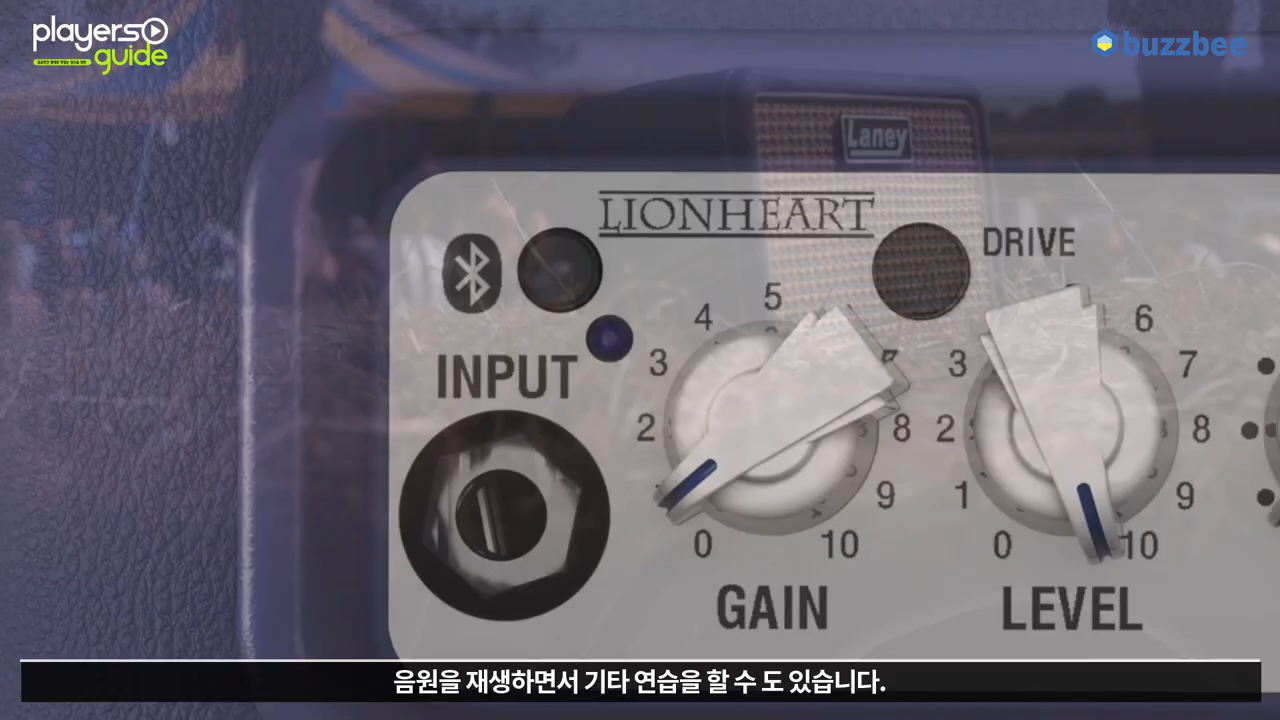 players
guide
buzzbee
Laney
LIONHEART
DRIVE
INPUT
2 3 4 5 7 8 9
0 10
GAIN
1 2 3 6 7 8 9
0 10
LEVEL
음원을 재생하면서 기타 연습을 할 수 도 있습니다.